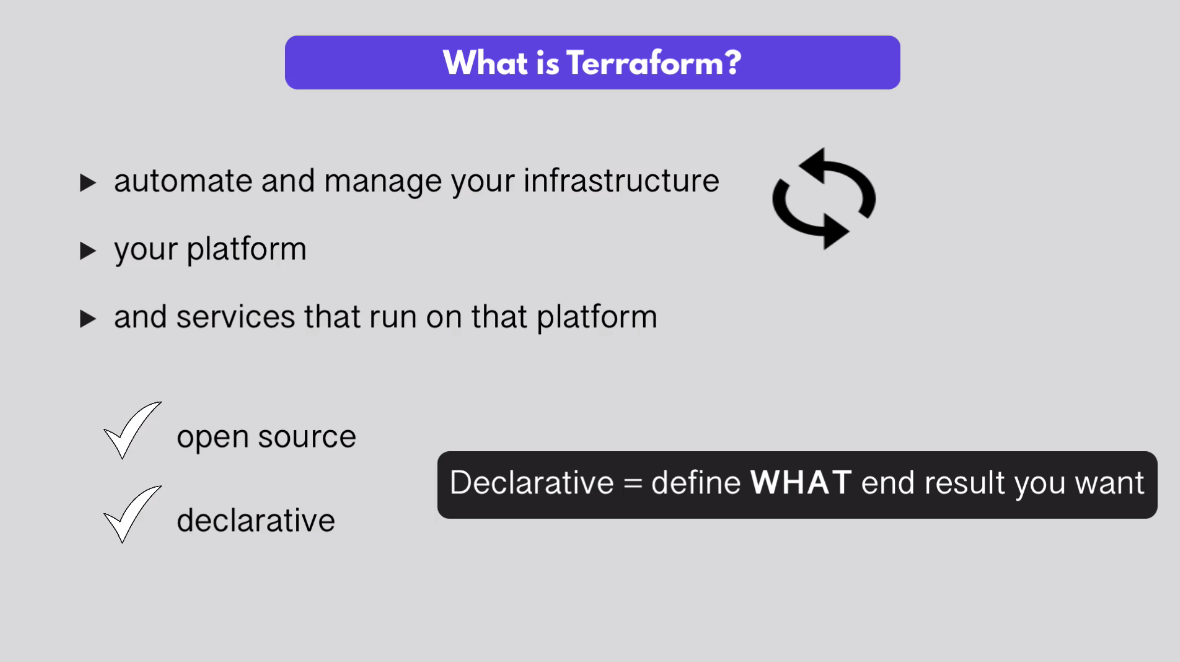 What is Terraform?
automate and manage your infrastructure
your platform
and services that run on that platform
open source
declarative
Declarative = define WHAT end result you want